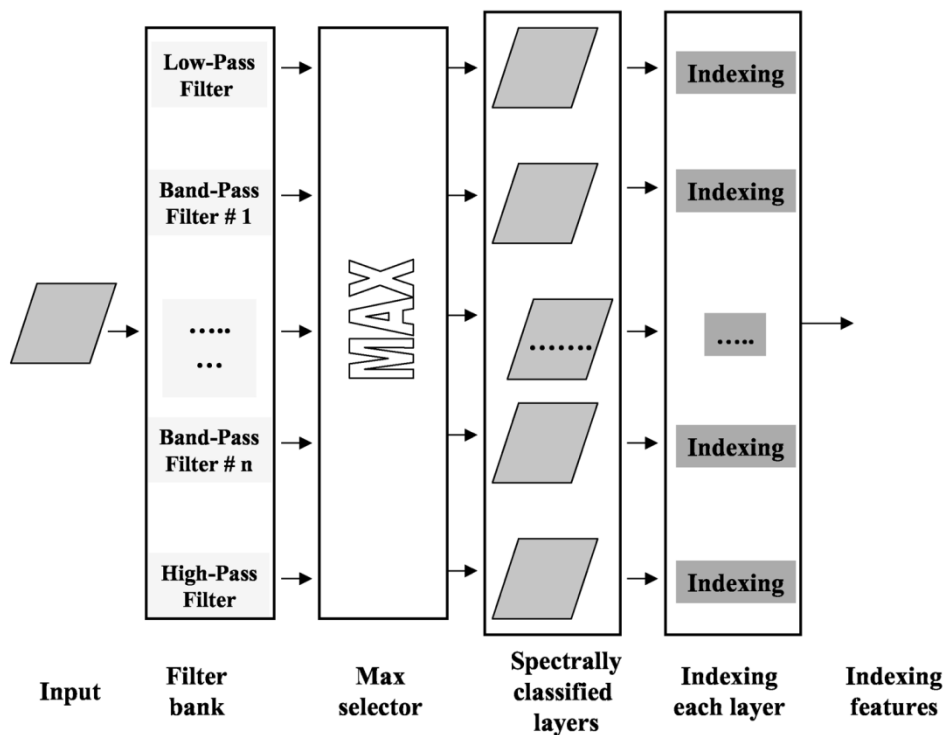 Low-Pass
Filter
Indexing
Band-Pass
Filter # 1
Indexing
.....
...
MAX
.......
.....
Band-Pass
Filter # n
Indexing
High-Pass
Filter
Indexing
Input
Filter
bank
Max
selector
Spectrally
classified
layers
Indexing
each layer
Indexing
features